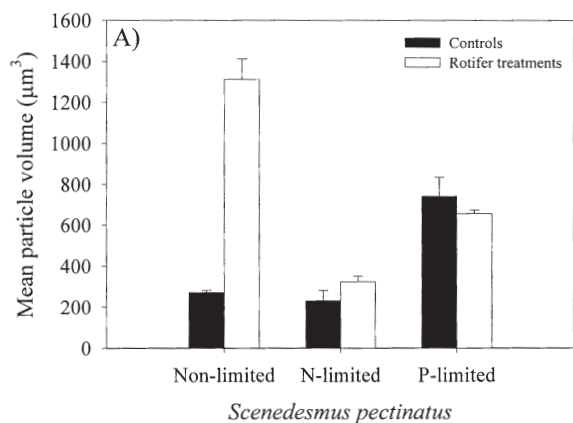 A)
Controls
Rotifer treatments
Mean particle volume (μm³)
1600
1400
1200
1000
800
600
400
200
0
Non-limited N-limited P-limited
Scenedesmus pectinatus